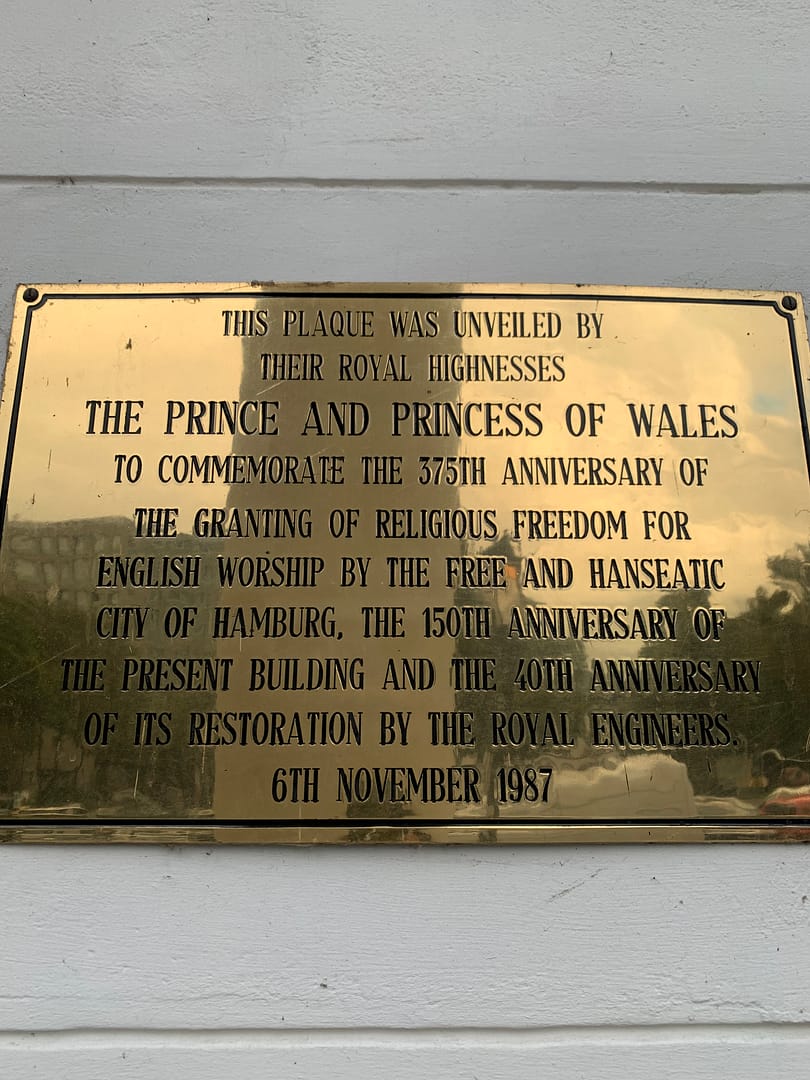 THIS PLAQUE WAS UNVEILED BY
THEIR ROYAL HIGHNESSES
THE PRINCE AND PRINCESS OF WALES
TO COMMEMORATE THE 375TH ANNIVERSARY OF
THE GRANTING OF RELIGIOUS FREEDOM FOR
ENGLISH WORSHIP BY THE FREE AND HANSEATIC
CITY OF HAMBURG, THE 150TH ANNIVERSARY OF
THE PRESENT BUILDING AND THE 40TH ANNIVERSARY
OF ITS RESTORATION BY THE ROYAL ENGINEERS.
6TH NOVEMBER 1987